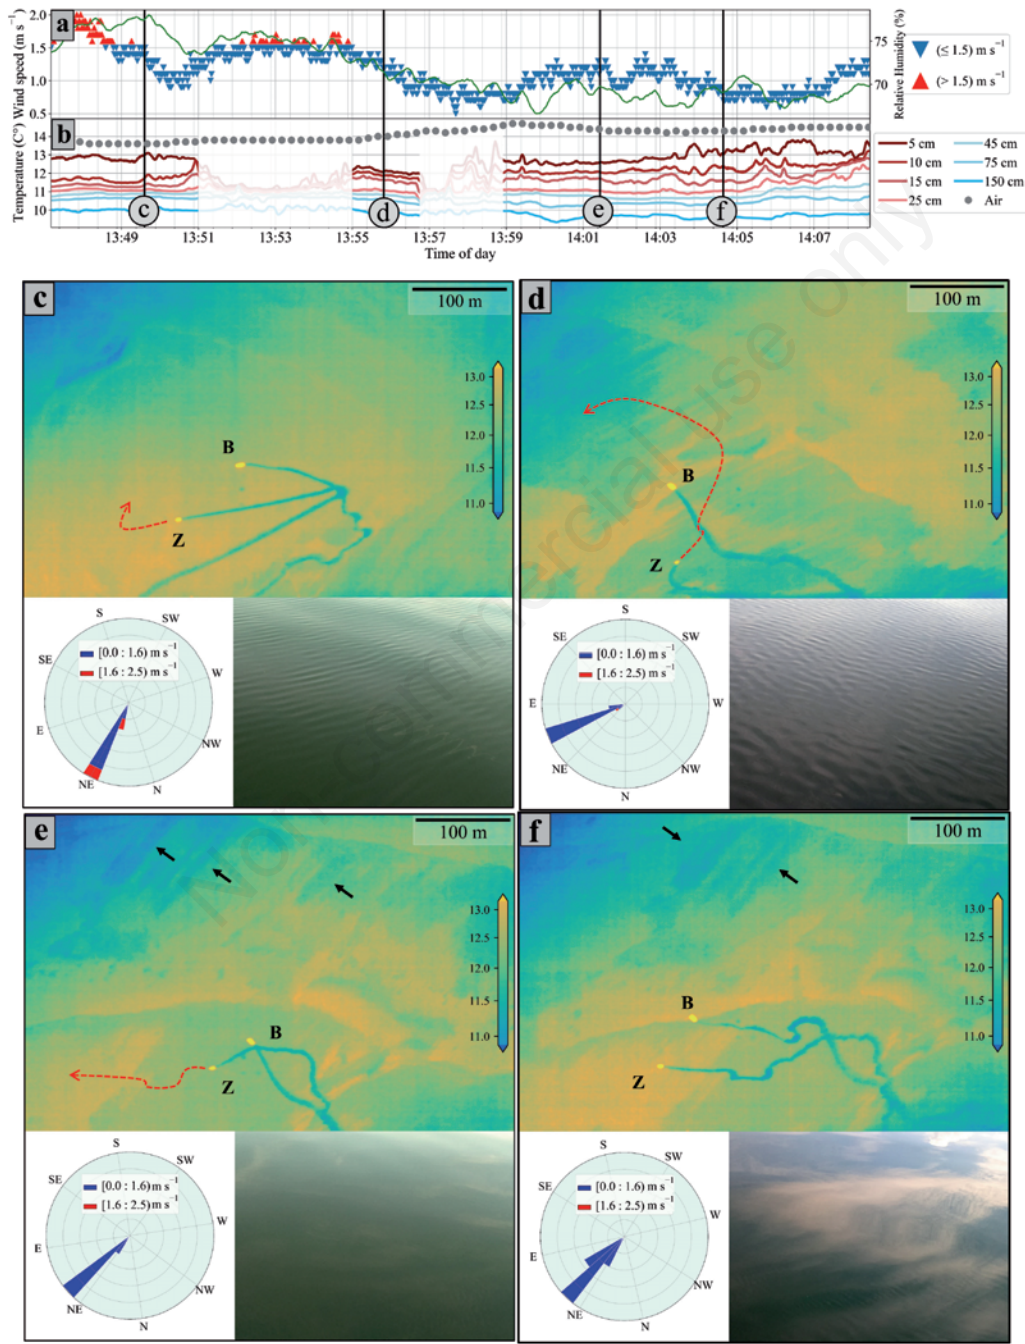 a
2.0
1.5
1.0
0.5
Wind speed (m s⁻¹)
75
70
Relative Humidity (%)
(≤ 1.5) m s⁻¹
(> 1.5) m s⁻¹
b
14
13
12
11
10
Temperature (C°)
c
d
e
f
13:49 13:51 13:53 13:55 13:57 13:59 14:01 14:03 14:05 14:07
Time of day
5 cm 45 cm
10 cm 75 cm
15 cm 150 cm
25 cm Air
c
100 m
13.0
12.5
12.0
11.5
11.0
B
Z
S
SW
W
NW
N
NE
E
SE
[0.0 : 1.6) m s⁻¹
[1.6 : 2.5) m s⁻¹
d
100 m
13.0
12.5
12.0
11.5
11.0
B
Z
S
SW
W
NW
N
E
SE
[0.0 : 1.6) m s⁻¹
[1.6 : 2.5) m s⁻¹
e
100 m
13.0
12.5
12.0
11.5
11.0
B
Z
S
SW
W
NW
N
NE
E
SE
[0.0 : 1.6) m s⁻¹
[1.6 : 2.5) m s⁻¹
f
100 m
13.0
12.5
12.0
11.5
11.0
B
Z
S
SW
W
NW
N
NE
E
SE
[0.0 : 1.6) m s⁻¹
[1.6 : 2.5) m s⁻¹
Non-commercial use only